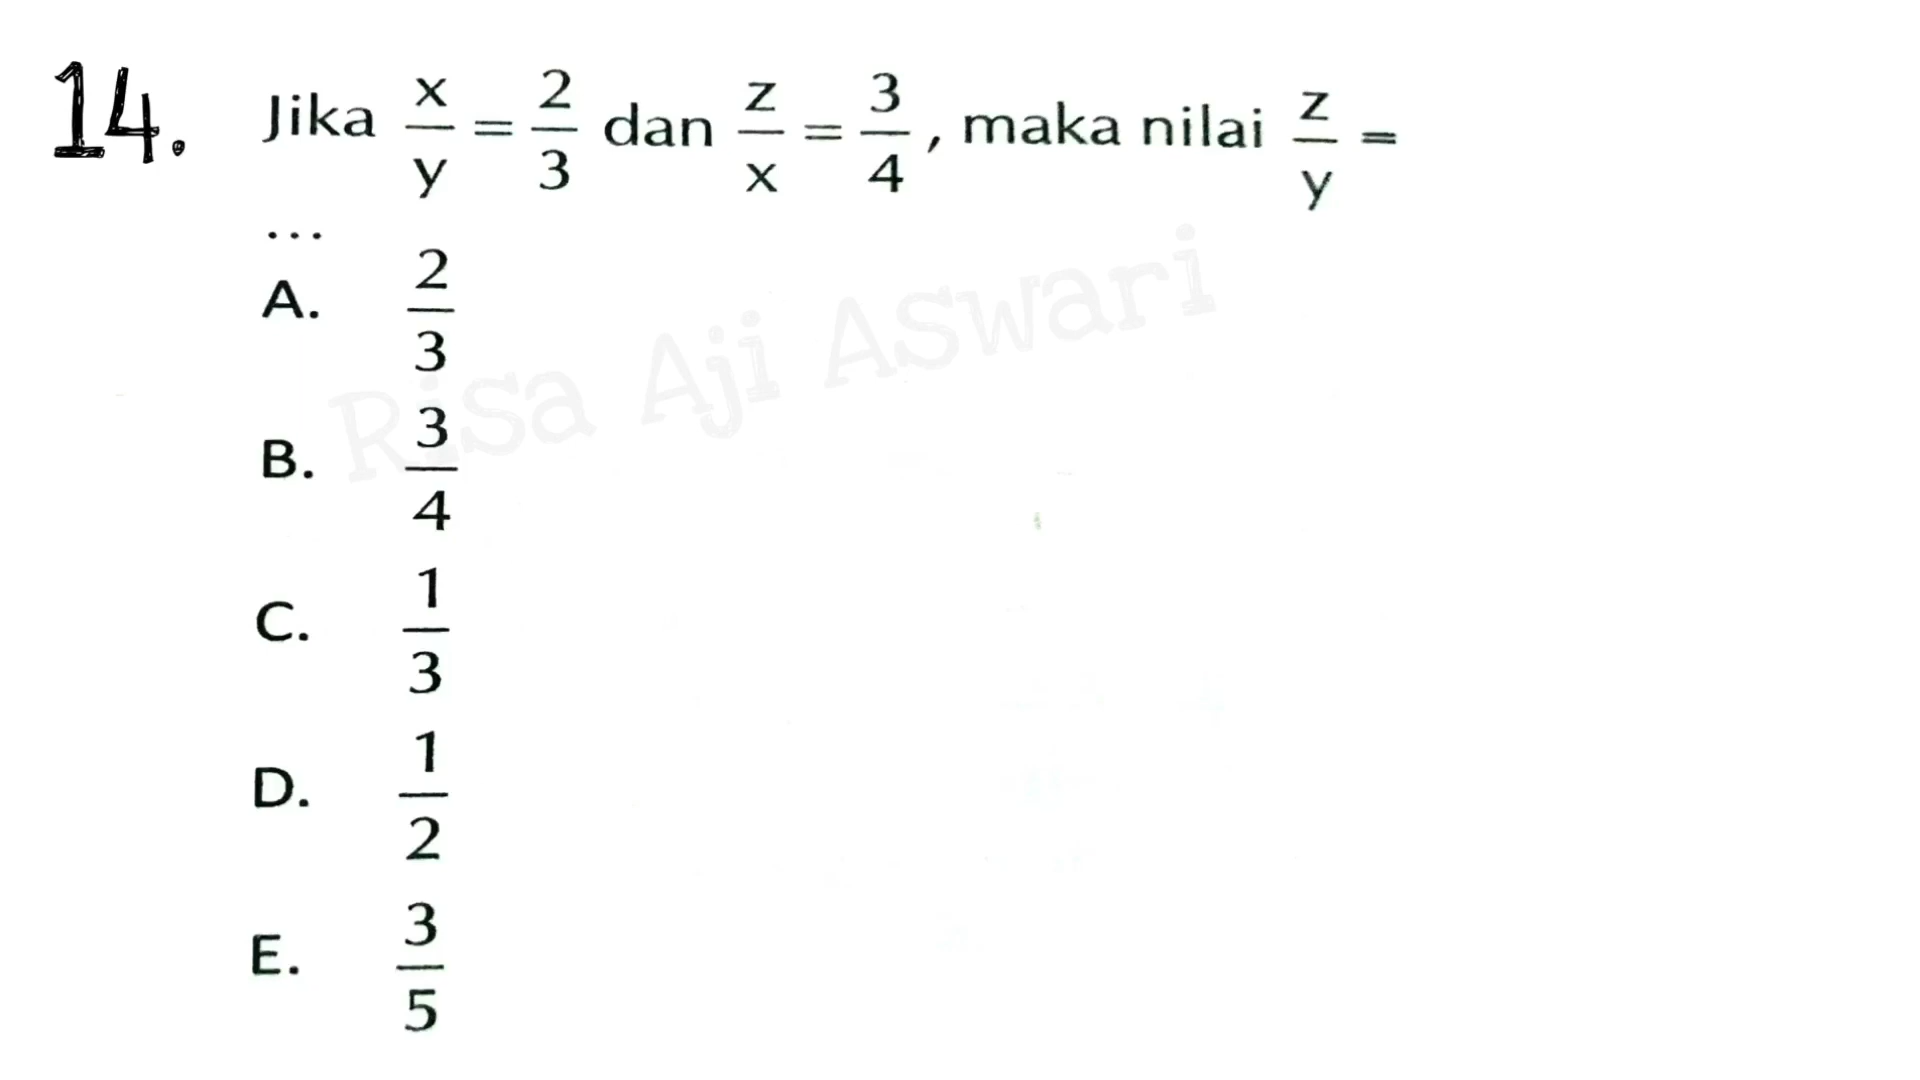 14. Jika x/y = 2/3 dan z/x = 3/4, maka nilai z/y =
...
A. 2/3
B. 3/4
C. 1/3
D. 1/2
E. 3/5
Risa Aji Aswari